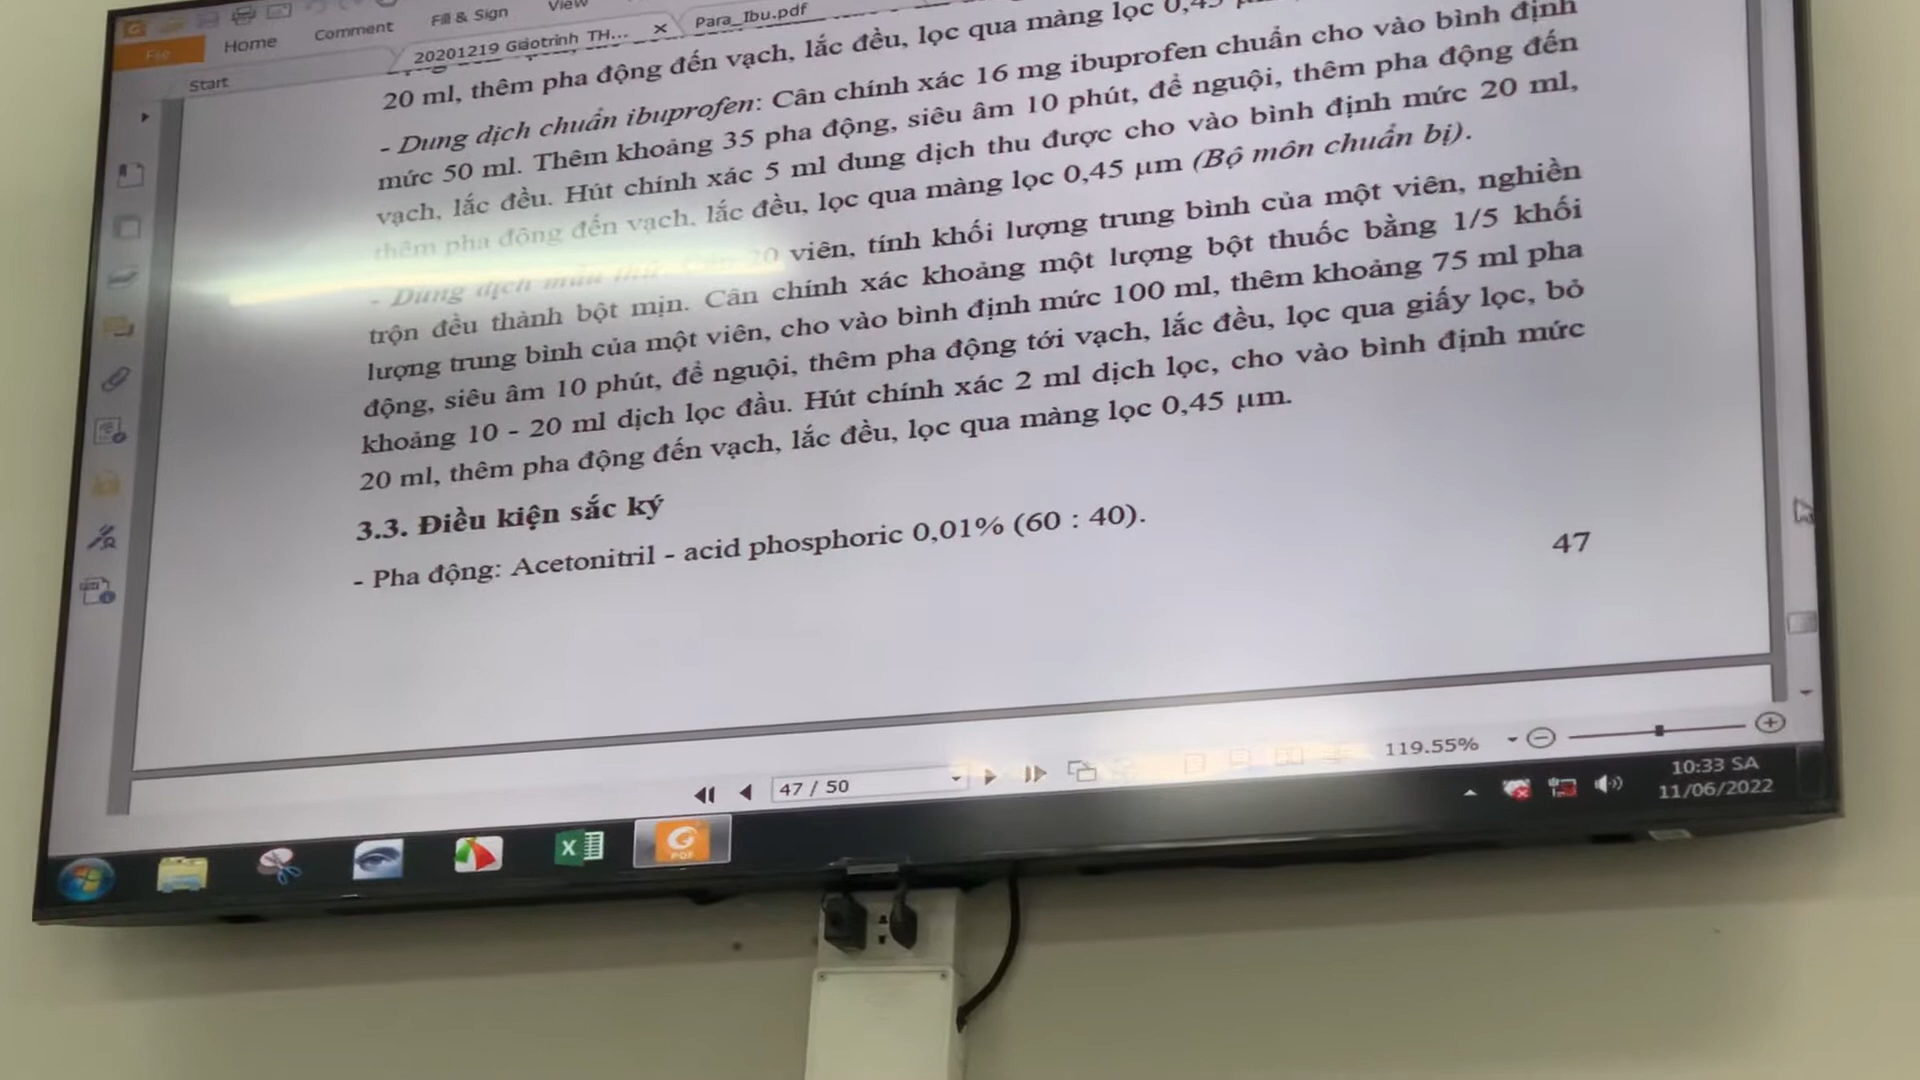 File
Home
Comment
Fill & Sign
View
Start
20201219 Giáotrình TH...
Para_Ibu.pdf
20 ml, thêm pha động đến vạch, lắc đều, lọc qua màng lọc 0,45
- Dung dịch chuẩn ibuprofen: Cân chính xác 16 mg ibuprofen chuẩn cho vào bình định
mức 50 ml. Thêm khoảng 35 pha động, siêu âm 10 phút, để nguội, thêm pha động đến
vạch, lắc đều. Hút chính xác 5 ml dung dịch thu được cho vào bình định mức 20 ml,
thêm pha động đến vạch, lắc đều, lọc qua màng lọc 0,45 µm (Bộ môn chuẩn bị).
- Dung dịch mẫu thử: 20 viên, tính khối lượng trung bình của một viên, nghiền
trộn đều thành bột mịn. Cân chính xác khoảng một lượng bột thuốc bằng 1/5 khối
lượng trung bình của một viên, cho vào bình định mức 100 ml, thêm khoảng 75 ml pha
động, siêu âm 10 phút, để nguội, thêm pha động tới vạch, lắc đều, lọc qua giấy lọc, bỏ
khoảng 10 - 20 ml dịch lọc đầu. Hút chính xác 2 ml dịch lọc, cho vào bình định mức
20 ml, thêm pha động đến vạch, lắc đều, lọc qua màng lọc 0,45 µm.
3.3. Điều kiện sắc ký
- Pha động: Acetonitril - acid phosphoric 0,01% (60 : 40).
47
47 / 50
119.55%
10:33 SA
11/06/2022
PDF